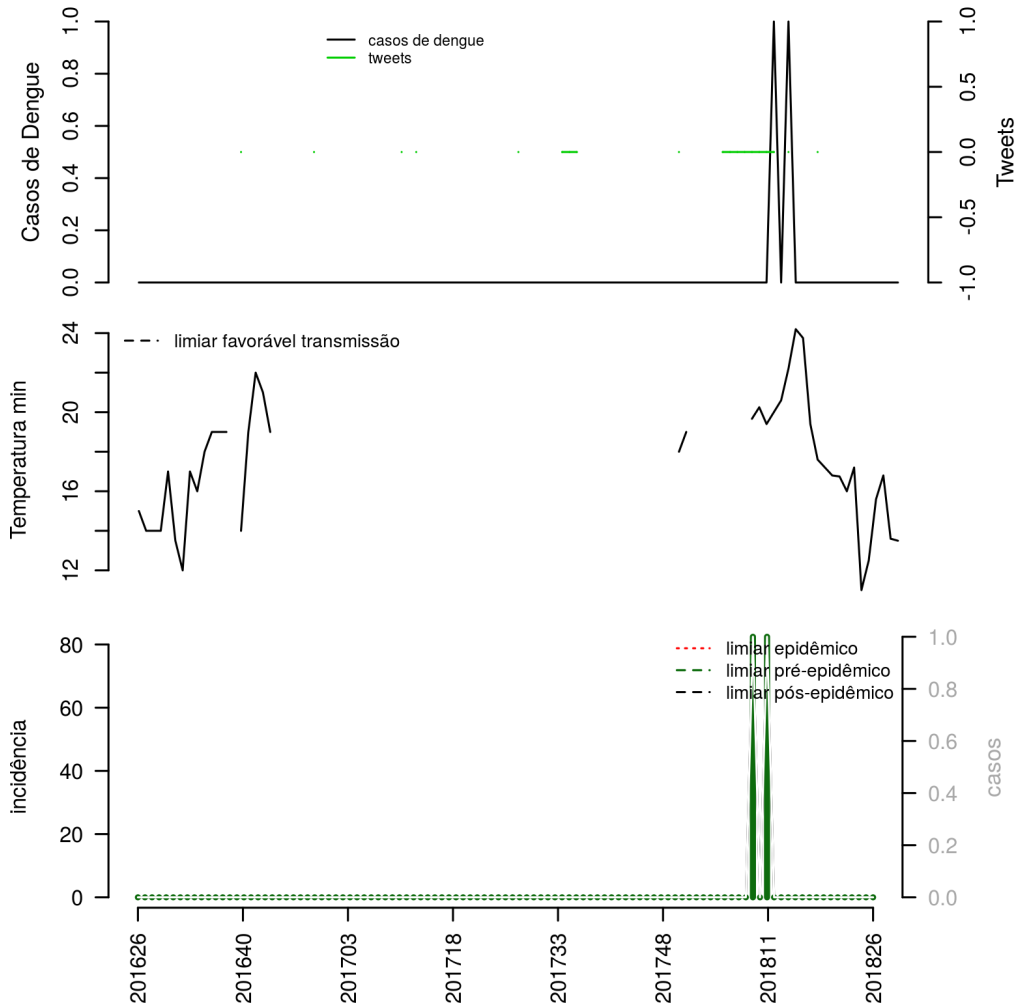 casos de dengue
tweets
Casos de Dengue
0.0 0.2 0.4 0.6 0.8 1.0
Tweets
-1.0 -0.5 0.0 0.5 1.0
limiar favorável transmissão
Temperatura min
12 16 20 24
limiar epidêmico
limiar pré-epidêmico
limiar pós-epidêmico
incidência
80
60
40
20
0
casos
1.0
0.8
0.6
0.4
0.2
0.0
201626 201640 201703 201718 201733 201748 201811 201826